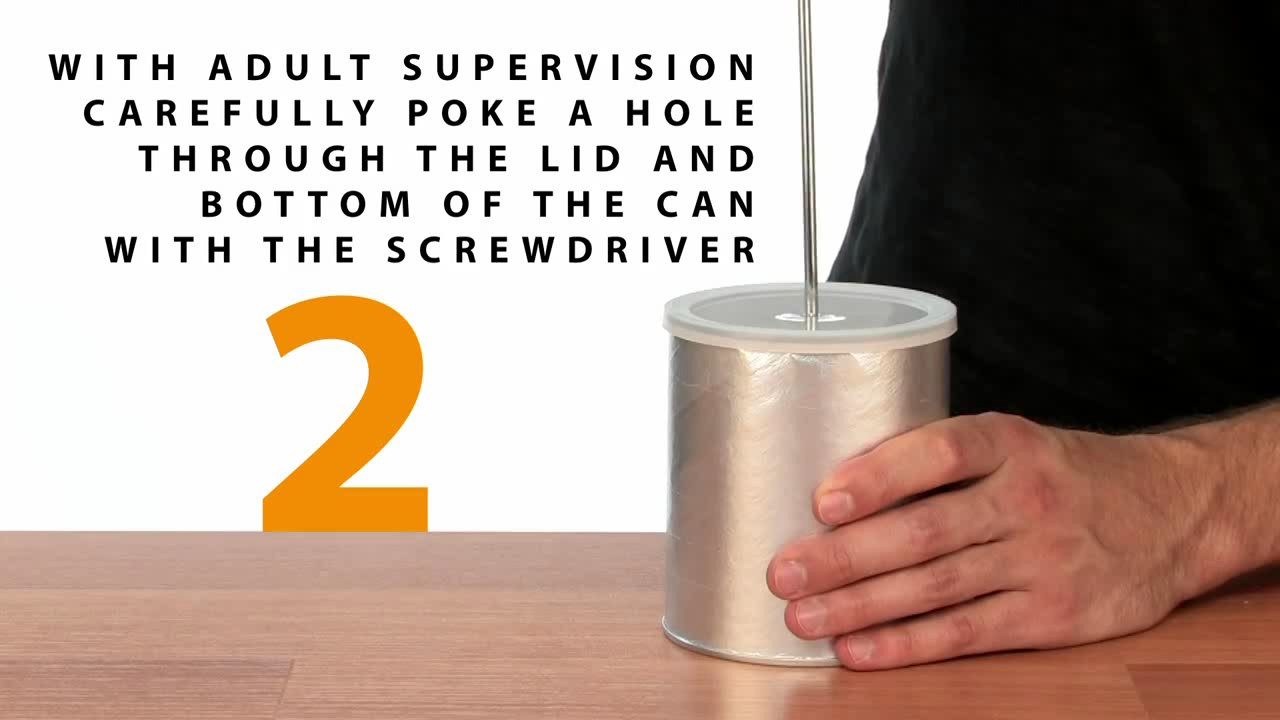 WITH ADULT SUPERVISION
CAREFULLY POKE A HOLE
THROUGH THE LID AND
BOTTOM OF THE CAN
WITH THE SCREWDRIVER
2